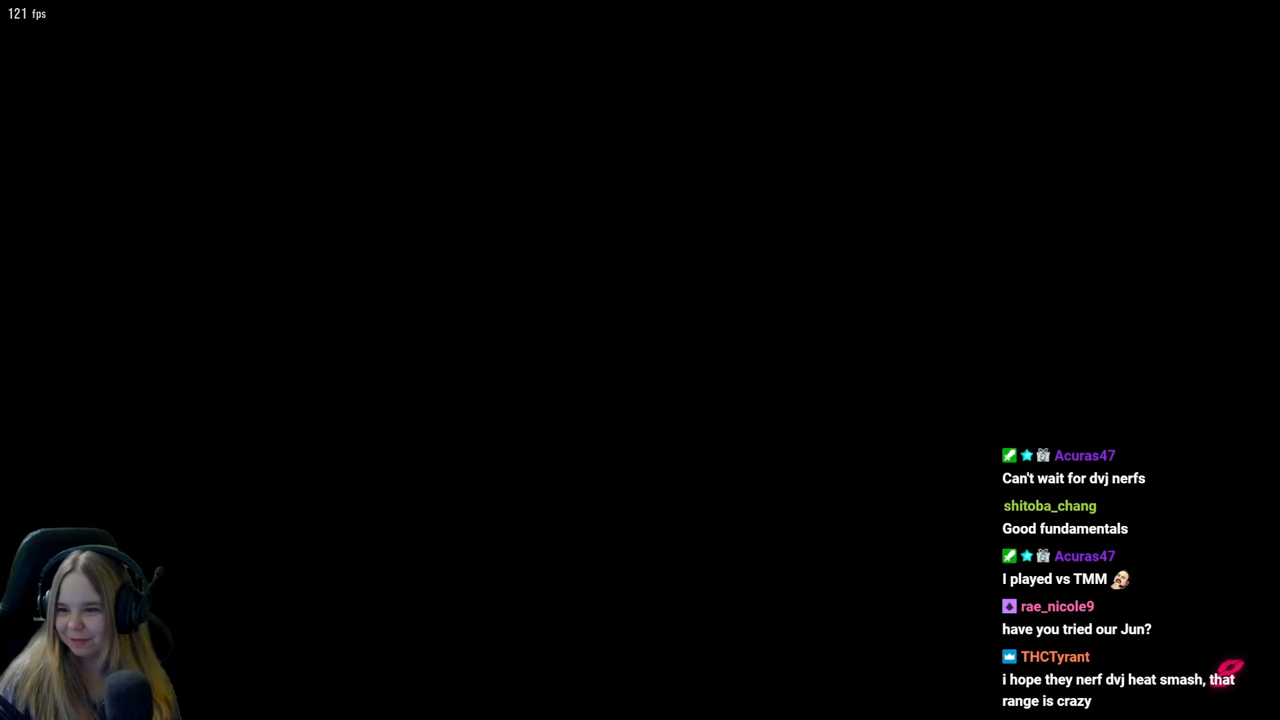 121 fps
Acuras47
Can't wait for dvj nerfs
shitoba_chang
Good fundamentals
Acuras47
I played vs TMM
rae_nicole9
have you tried our Jun?
THCTyrant
i hope they nerf dvj heat smash, that
range is crazy